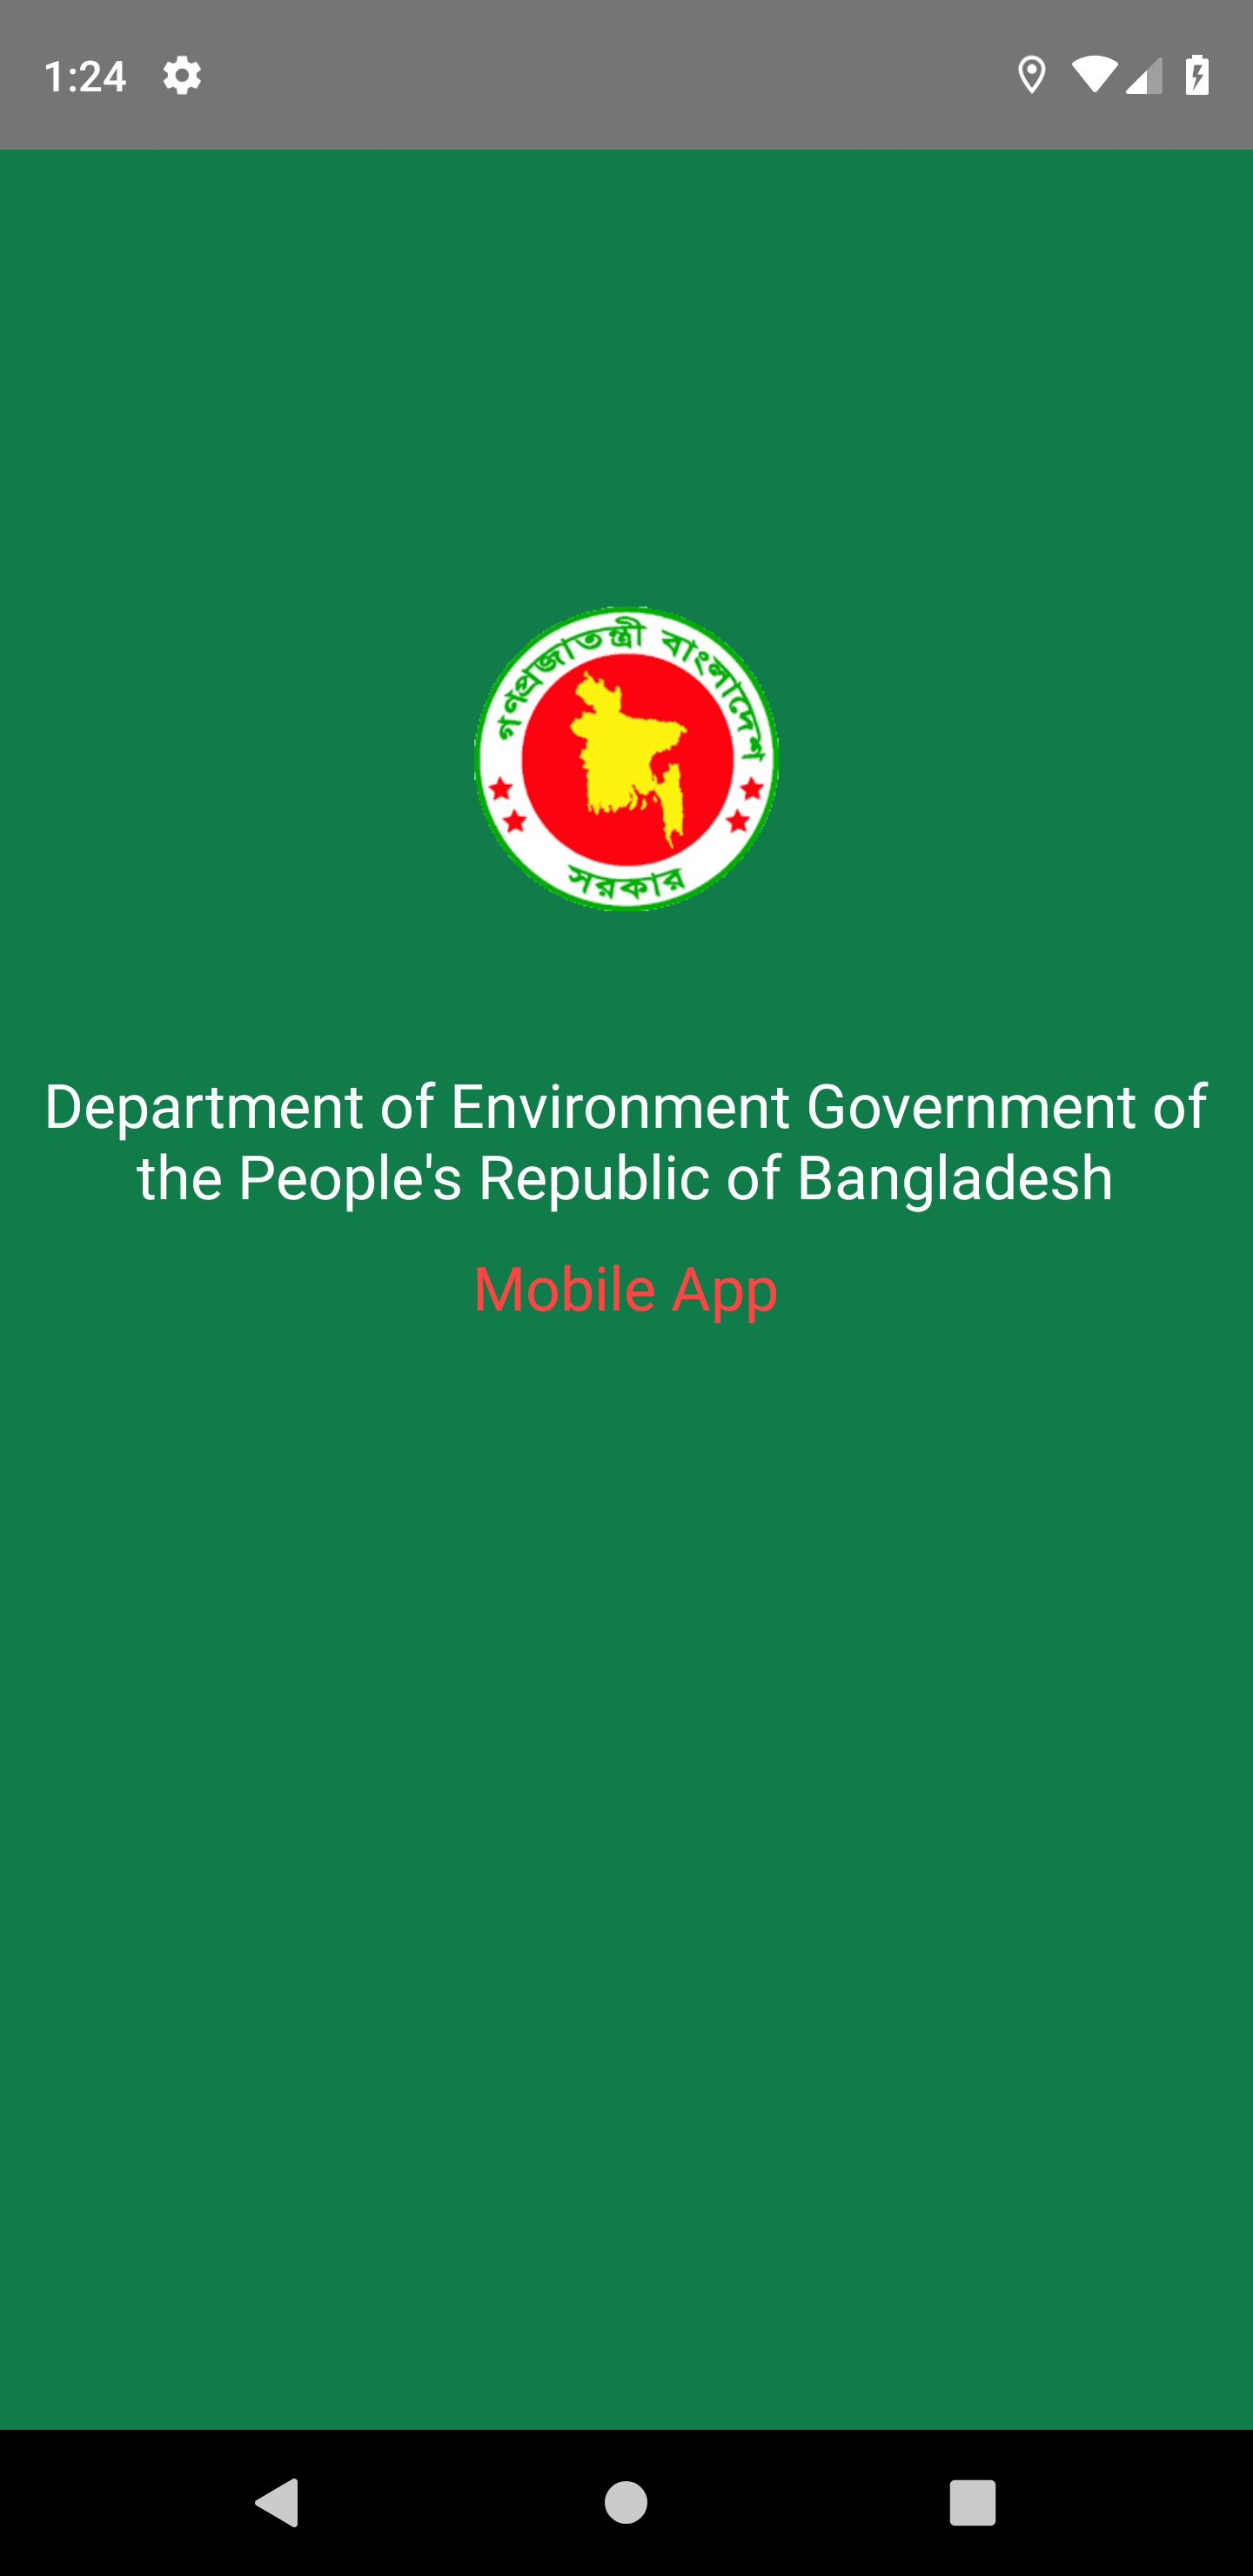 1:24
গণপ্রজাতন্ত্রী বাংলাদেশ
সরকার
Department of Environment Government of
the People's Republic of Bangladesh
Mobile App